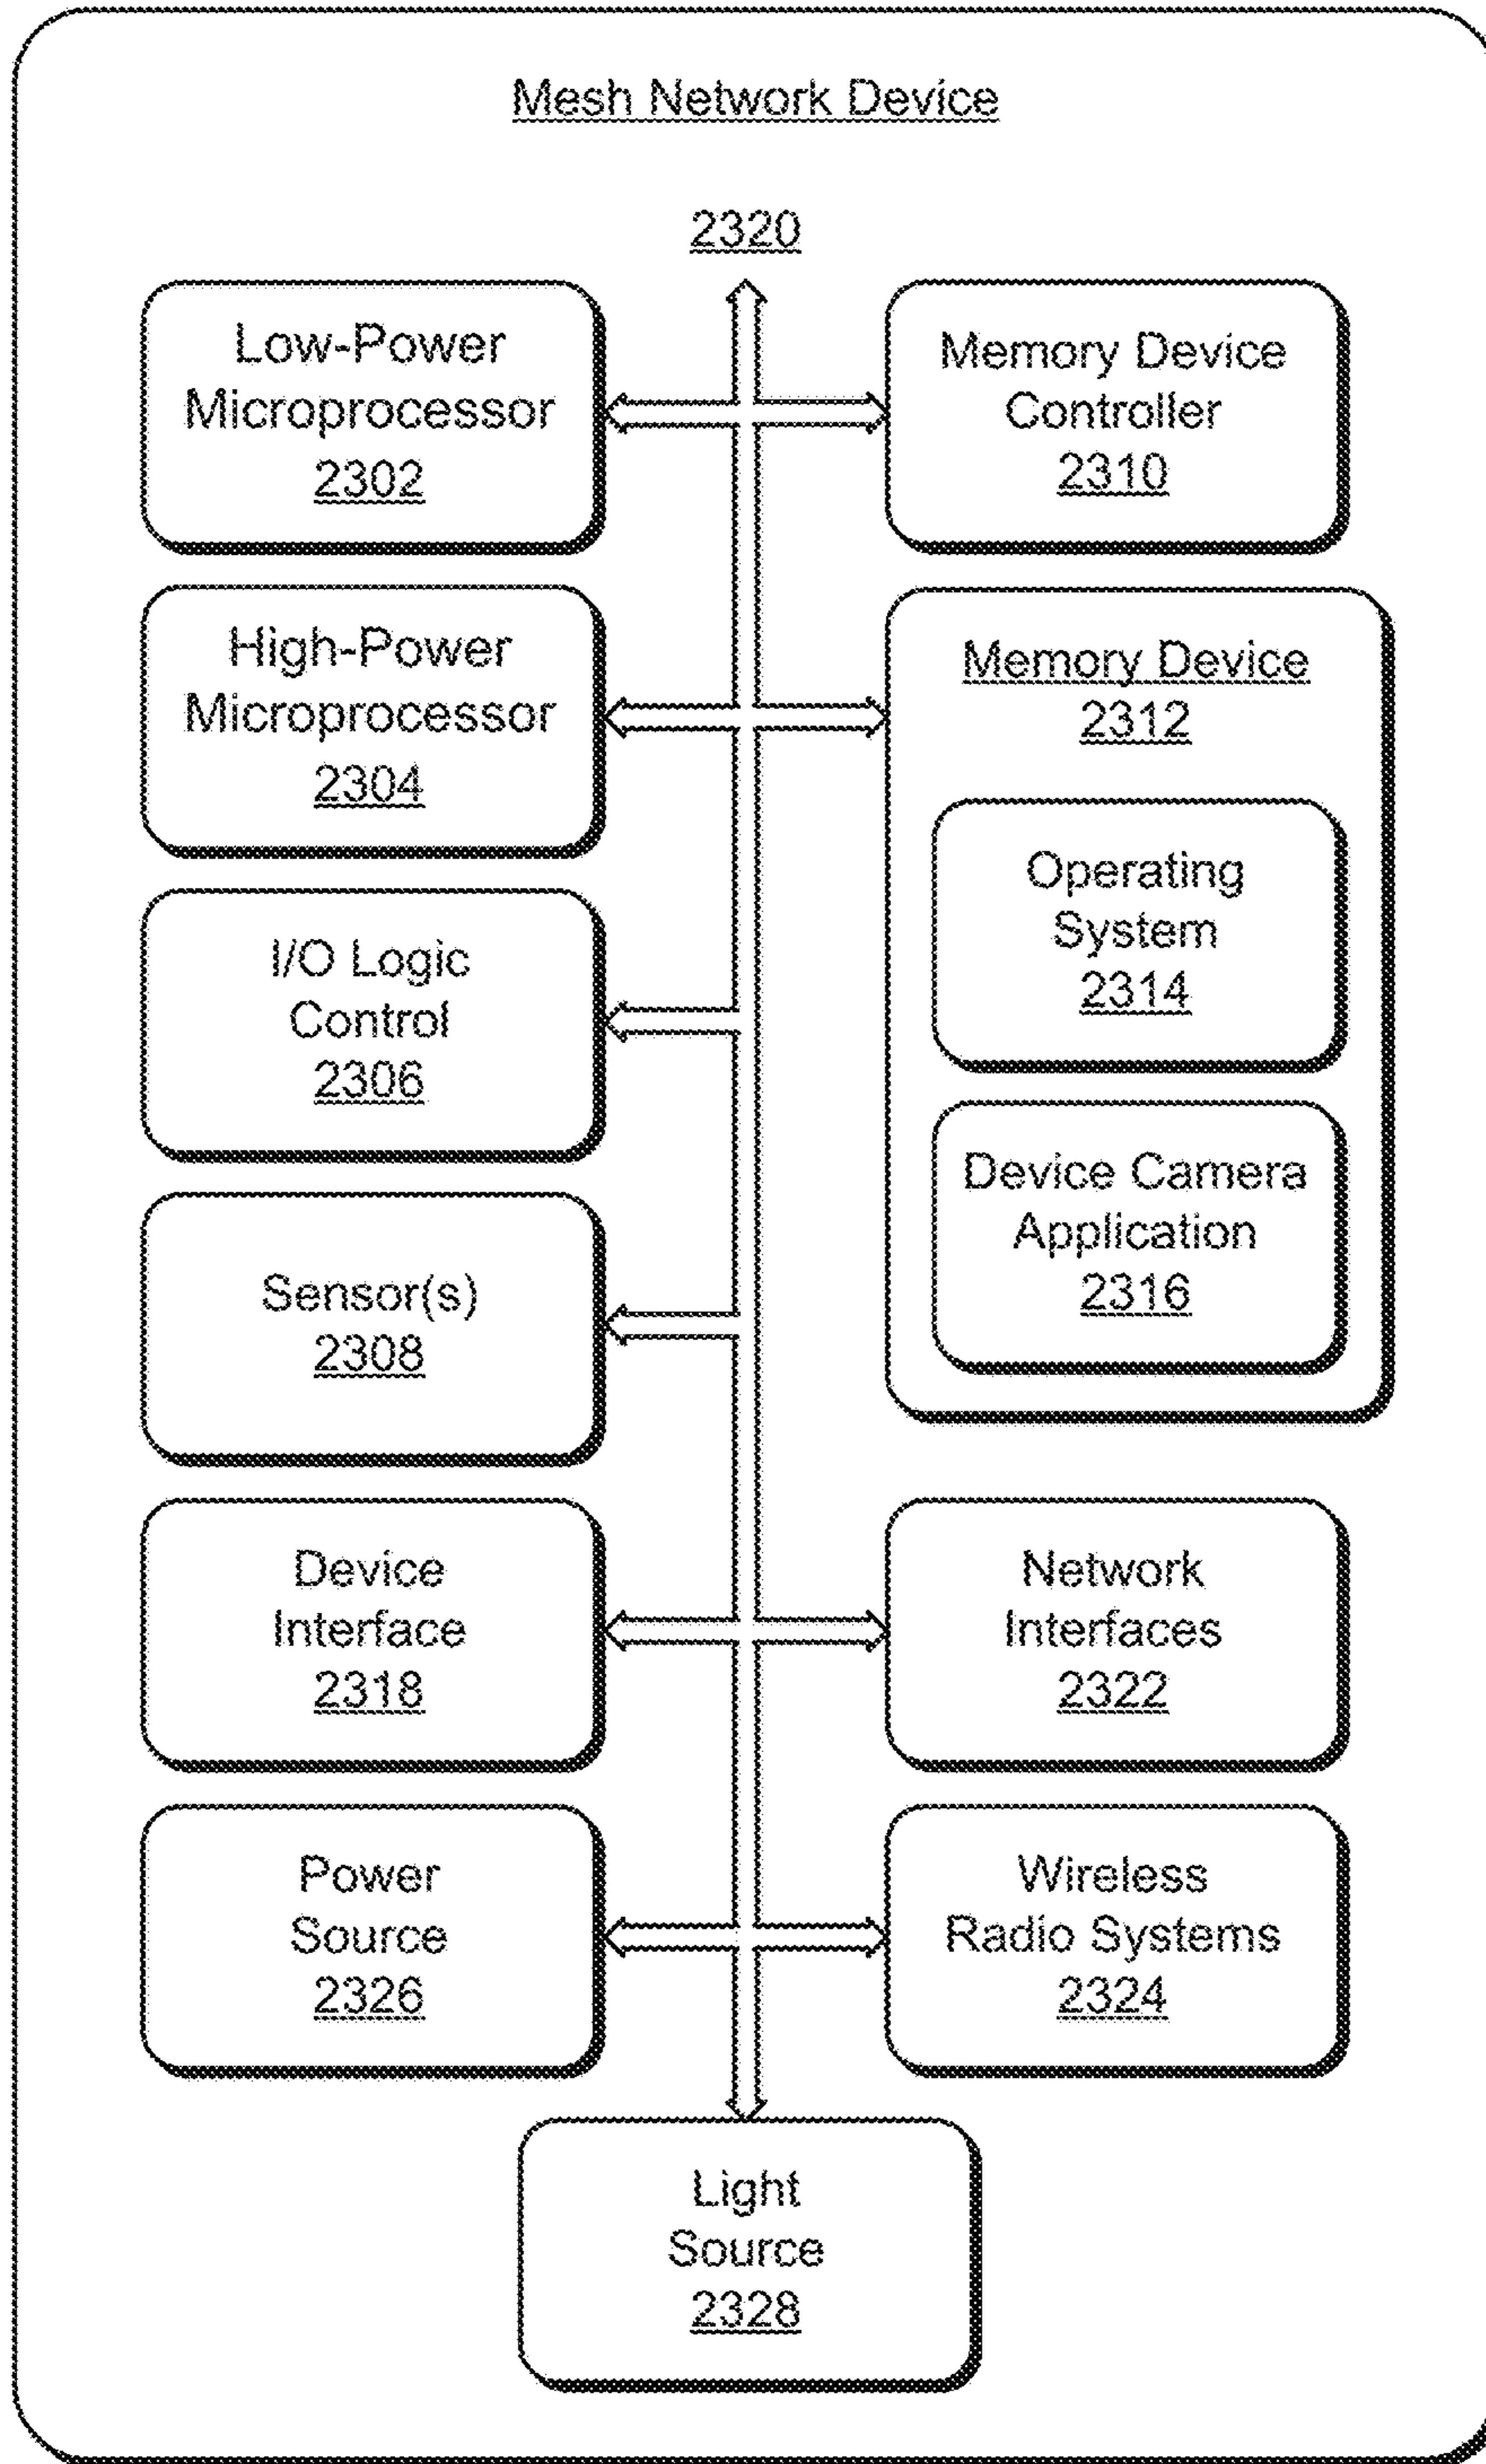 Mesh Network Device
2320
Low-Power
Microprocessor
2302
Memory Device
Controller
2310
High-Power
Microprocessor
2304
Memory Device
2312
Operating
System
2314
I/O Logic
Control
2306
Device Camera
Application
2316
Sensor(s)
2308
Device
Interface
2318
Network
Interfaces
2322
Power
Source
2326
Wireless
Radio Systems
2324
Light
Source
2328